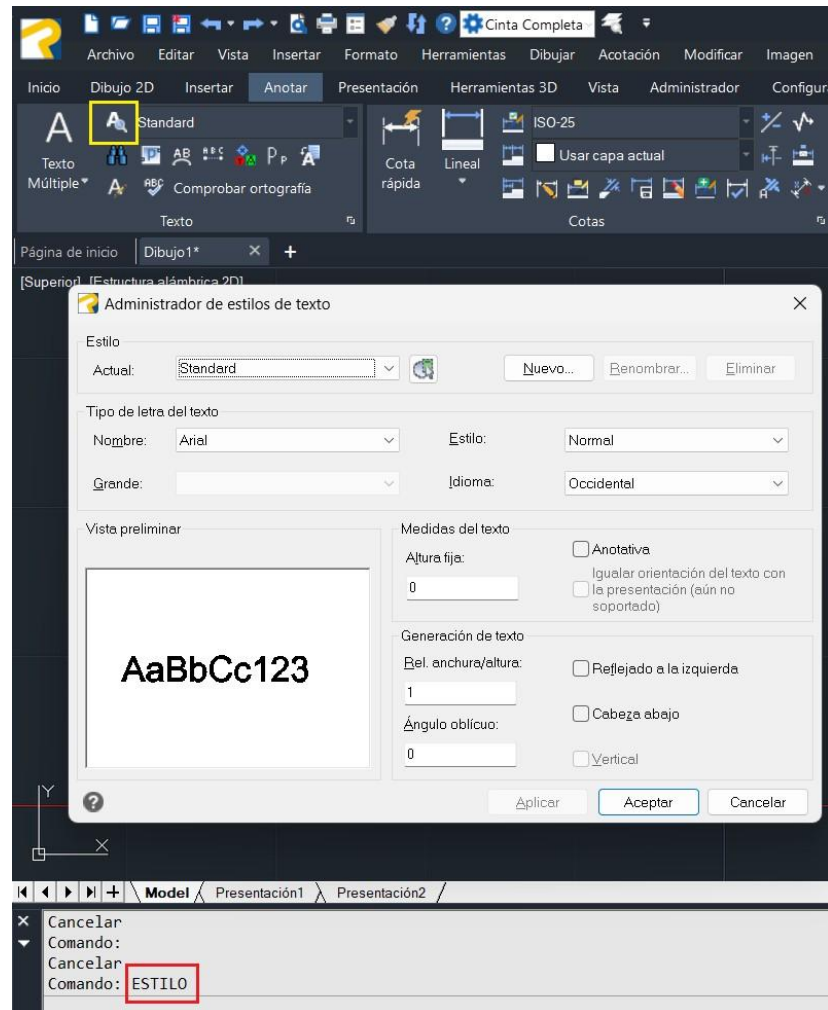 Cinta Completa
Archivo Editar Vista Insertar Formato Herramientas Dibujar Acotación Modificar Imagen
Inicio Dibujo 2D Insertar Anotar Presentación Herramientas 3D Vista Administrador Configur
A Standard ISO-25
Texto Múltiple
Cota rápida
Lineal
Usar capa actual
Comprobar ortografía
Texto Cotas
Página de inicio Dibujo1* × +
[Superior] [Estructura alámbrica 2D]
Administrador de estilos de texto
Estilo
Actual: Standard Nuevo... Renombrar... Eliminar
Tipo de letra del texto
Nombre: Arial Estilo: Normal
Grande: Idioma: Occidental
Vista preliminar
AaBbCc123
Medidas del texto
Altura fija:
0
Anotativa
Igualar orientación del texto con
la presentación (aún no
soportado)
Generación de texto
Rel. anchura/altura:
1
Ángulo oblícuo:
0
Reflejado a la izquierda
Cabeza abajo
Vertical
Aplicar Aceptar Cancelar
Y
X
Model Presentación1 Presentación2
Cancelar
Comando:
Cancelar
Comando: ESTILO